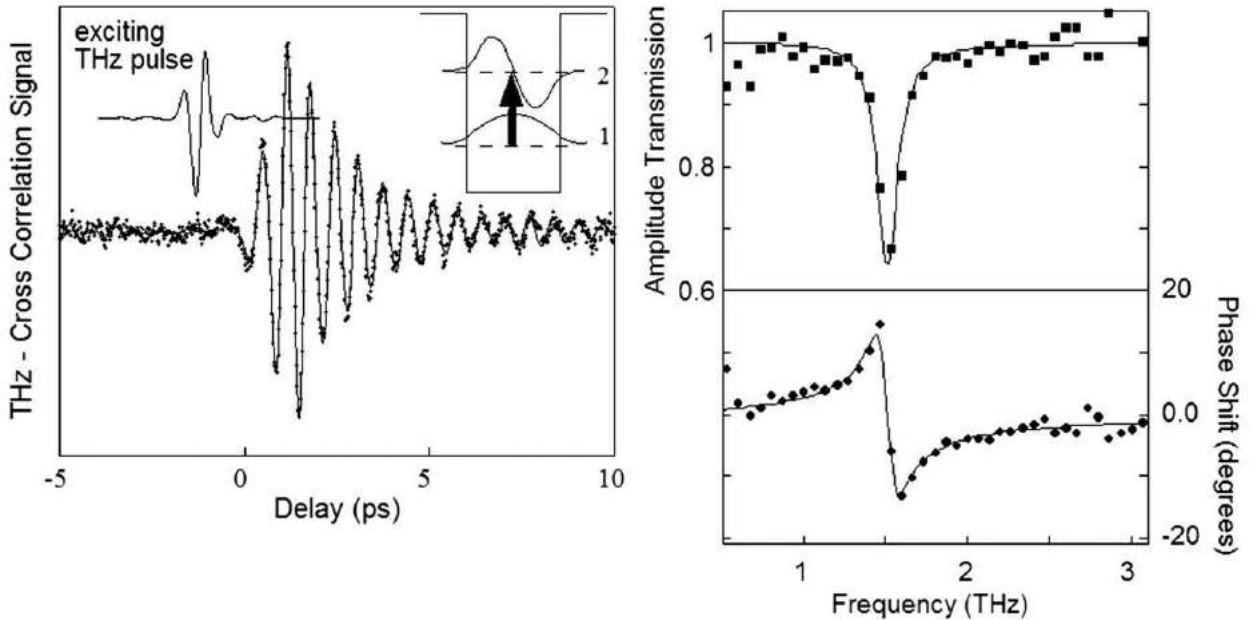 exciting
THz pulse
2
1
THz - Cross Correlation Signal
-5
0
5
10
Delay (ps)
Amplitude Transmission
1
0.8
0.6
20
0.0
-20
Phase Shift (degrees)
1
2
3
Frequency (THz)